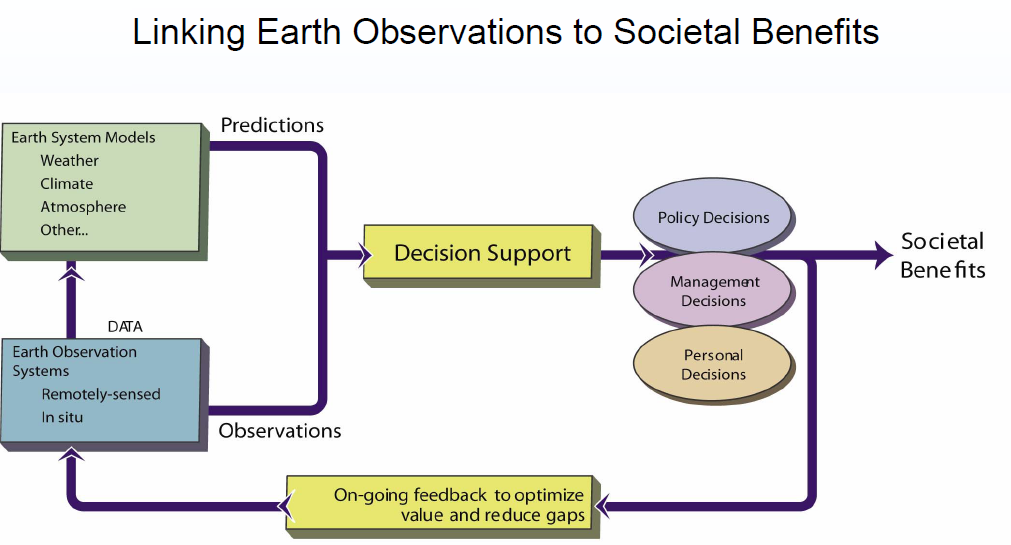 Linking Earth Observations to Societal Benefits
Predictions
Earth System Models
Weather
Climate
Atmosphere
Other...
Policy Decisions
Decision Support
Societal
Benefits
Management
Decisions
DATA
Earth Observation
Systems
Remotely-sensed
In situ
Personal
Decisions
Observations
On-going feedback to optimize
value and reduce gaps